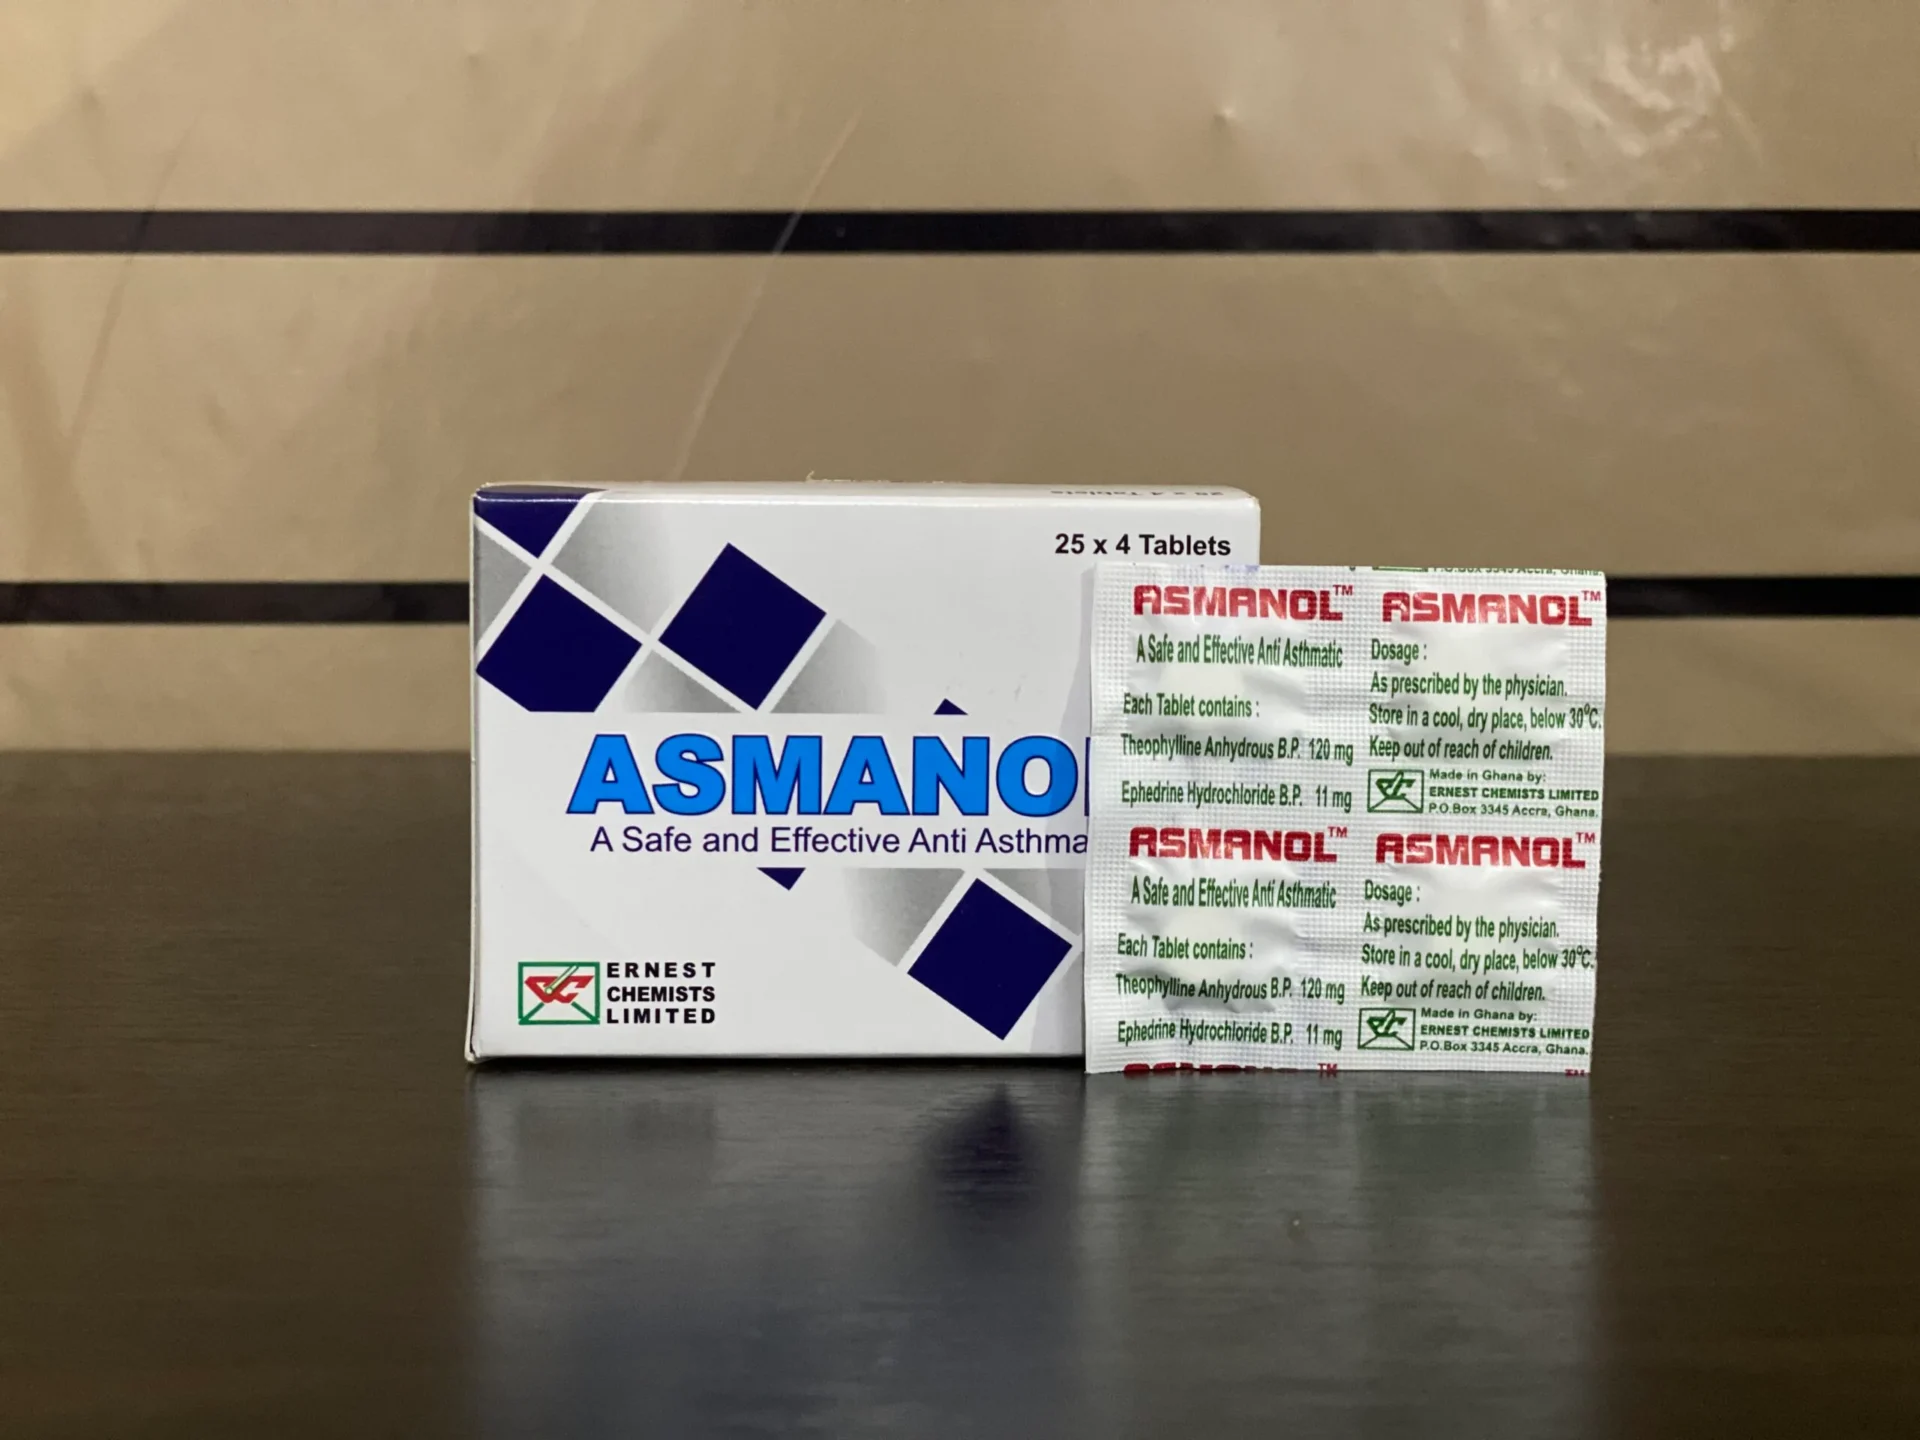 25 x 4 Tablets
ASMANO
A Safe and Effective Anti Asthma
ERNEST
CHEMISTS
LIMITED
ASMANOL™
A Safe and Effective Anti Asthmatic
Each Tablet contains :
Theophylline Anhydrous B.P. 120 mg
Ephedrine Hydrochloride B.P. 11 mg
ASMANOL™
Dosage :
As prescribed by the physician.
Store in a cool, dry place, below 30°C.
Keep out of reach of children.
Made in Ghana by:
ERNEST CHEMISTS LIMITED
P.O.Box 3345 Accra, Ghana.
ASMANOL™
A Safe and Effective Anti Asthmatic
Each Tablet contains :
Theophylline Anhydrous B.P. 120 mg
Ephedrine Hydrochloride B.P. 11 mg
ASMANOL™
Dosage :
As prescribed by the physician.
Store in a cool, dry place, below 30°C.
Keep out of reach of children.
Made in Ghana by:
ERNEST CHEMISTS LIMITED
P.O.Box 3345 Accra, Ghana.